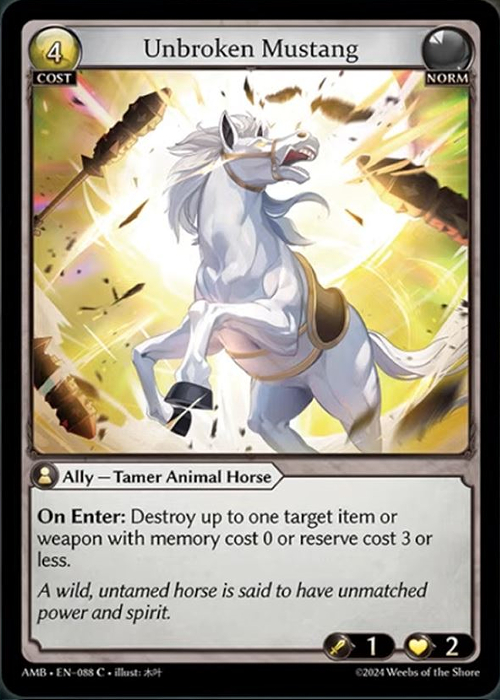 4
COST
Unbroken Mustang
NORM
Ally — Tamer Animal Horse
On Enter: Destroy up to one target item or
weapon with memory cost 0 or reserve cost 3 or
less.
A wild, untamed horse is said to have unmatched
power and spirit.
1
2
AMB • EN-088 C • illust: 木叶
©2024 Weebs of the Shore